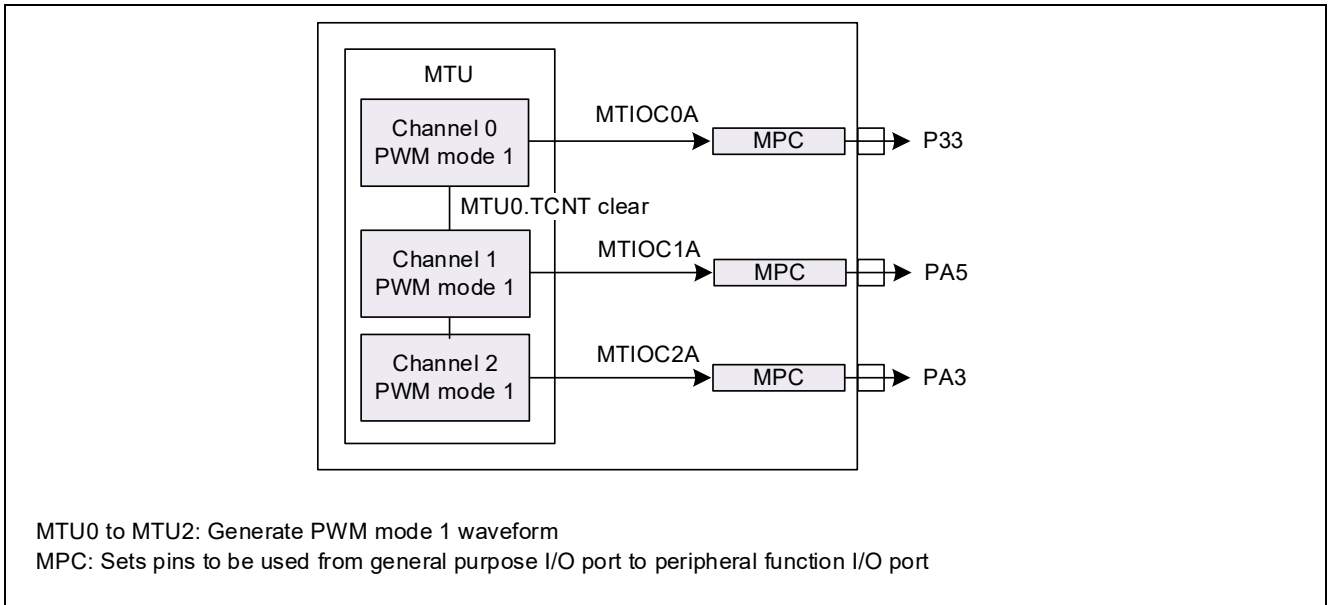 MTU
Channel 0
PWM mode 1
MTIOC0A
MPC
P33
MTU0.TCNT clear
Channel 1
PWM mode 1
MTIOC1A
MPC
PA5
Channel 2
PWM mode 1
MTIOC2A
MPC
PA3
MTU0 to MTU2: Generate PWM mode 1 waveform
MPC: Sets pins to be used from general purpose I/O port to peripheral function I/O port